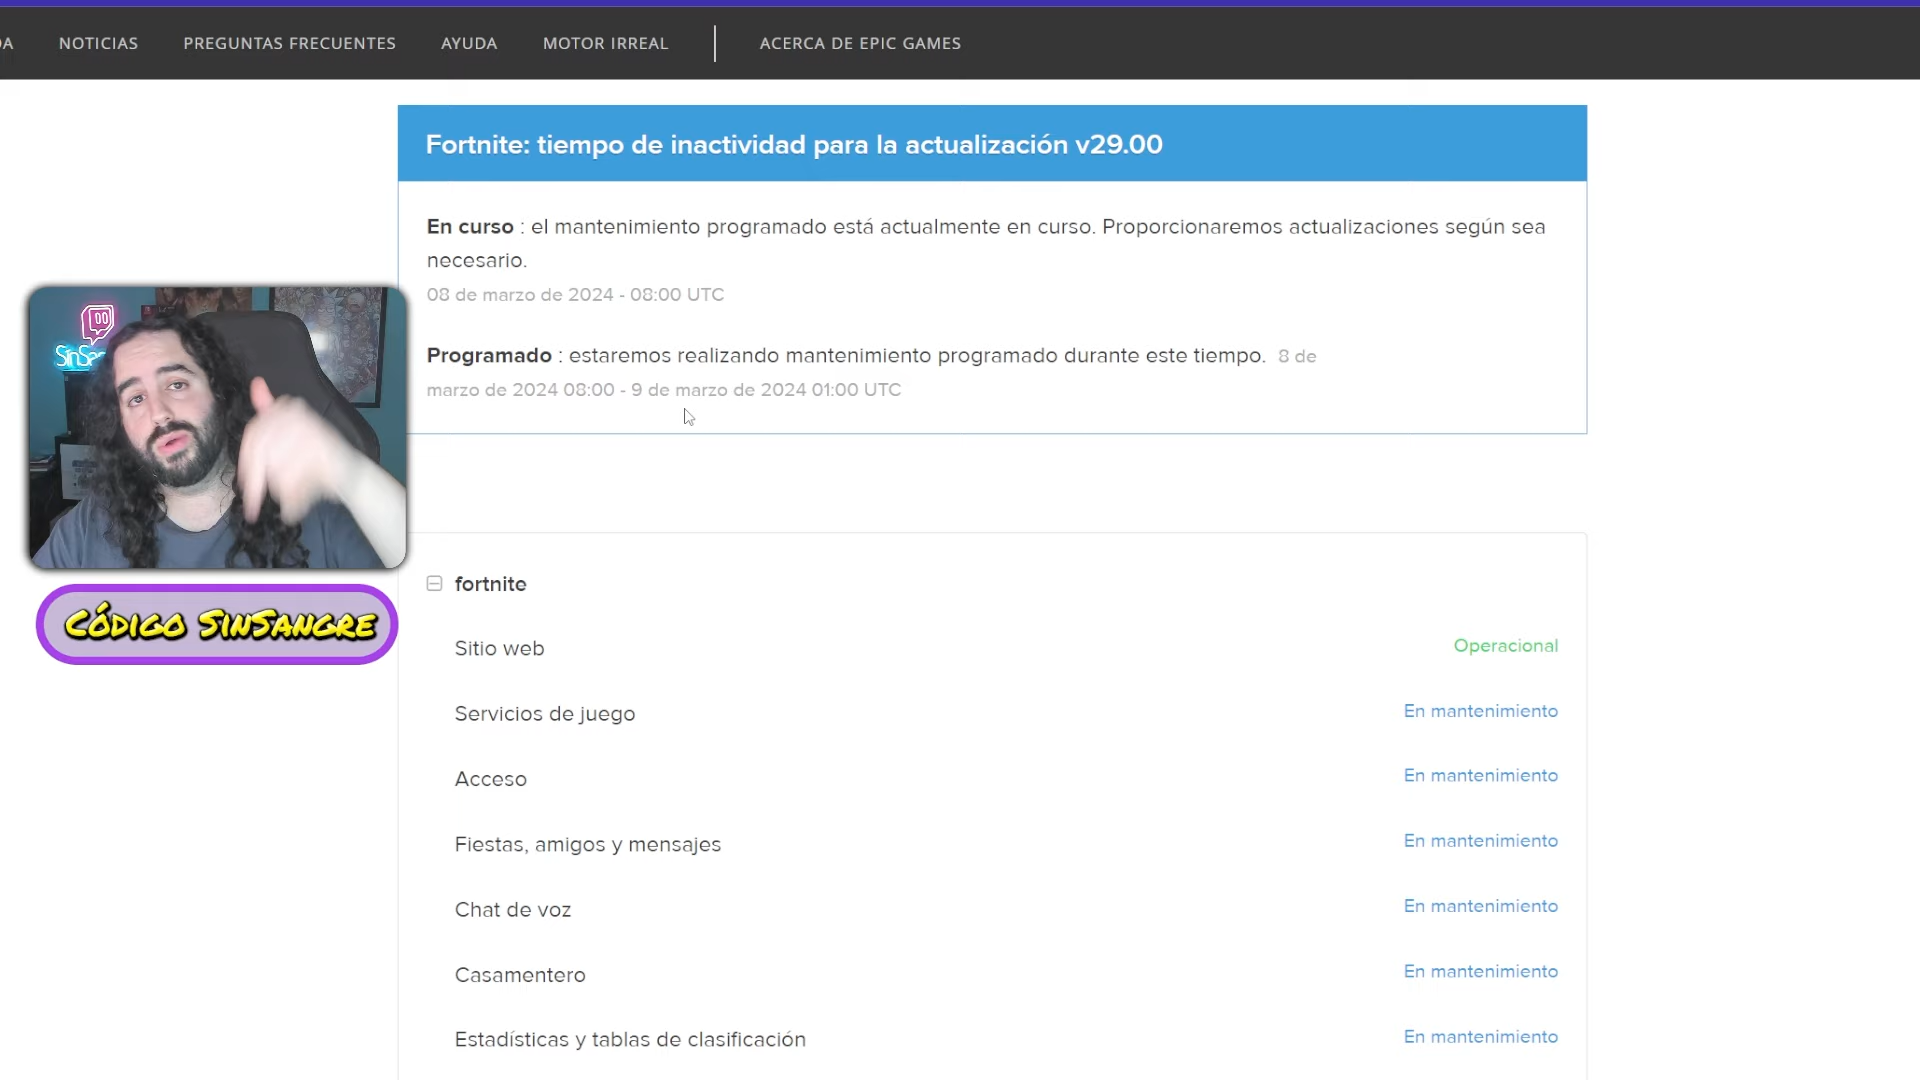 DA
NOTICIAS
PREGUNTAS FRECUENTES
AYUDA
MOTOR IRREAL
ACERCA DE EPIC GAMES
Fortnite: tiempo de inactividad para la actualización v29.00
En curso : el mantenimiento programado está actualmente en curso. Proporcionaremos actualizaciones según sea
necesario.
08 de marzo de 2024 - 08:00 UTC
Programado : estaremos realizando mantenimiento programado durante este tiempo. 8 de
marzo de 2024 08:00 - 9 de marzo de 2024 01:00 UTC
Código SinSangre
fortnite
Sitio web
Operacional
Servicios de juego
En mantenimiento
Acceso
En mantenimiento
Fiestas, amigos y mensajes
En mantenimiento
Chat de voz
En mantenimiento
Casamentero
En mantenimiento
Estadísticas y tablas de clasificación
En mantenimiento